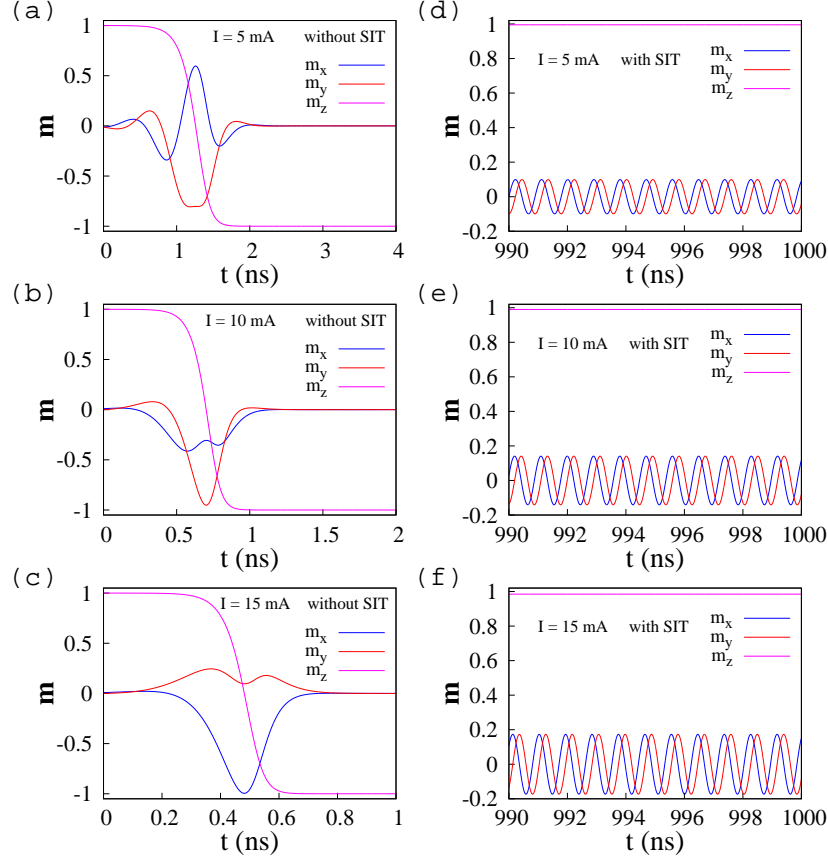 (a)
I = 5 mA without SIT
m_x
m_y
m_z
1
0.5
0
-0.5
-1
m
0 1 2 3 4
t (ns)
(d)
I = 5 mA with SIT
m_x
m_y
m_z
1
0.8
0.6
0.4
0.2
0
-0.2
m
990 992 994 996 998 1000
t (ns)
(b)
I = 10 mA without SIT
m_x
m_y
m_z
1
0.5
0
-0.5
-1
m
0 0.5 1 1.5 2
t (ns)
(e)
I = 10 mA with SIT
m_x
m_y
m_z
1
0.8
0.6
0.4
0.2
0
-0.2
m
990 992 994 996 998 1000
t (ns)
(c)
I = 15 mA without SIT
m_x
m_y
m_z
1
0.5
0
-0.5
-1
m
0 0.2 0.4 0.6 0.8 1
t (ns)
(f)
I = 15 mA with SIT
m_x
m_y
m_z
1
0.8
0.6
0.4
0.2
0
-0.2
m
990 992 994 996 998 1000
t (ns)